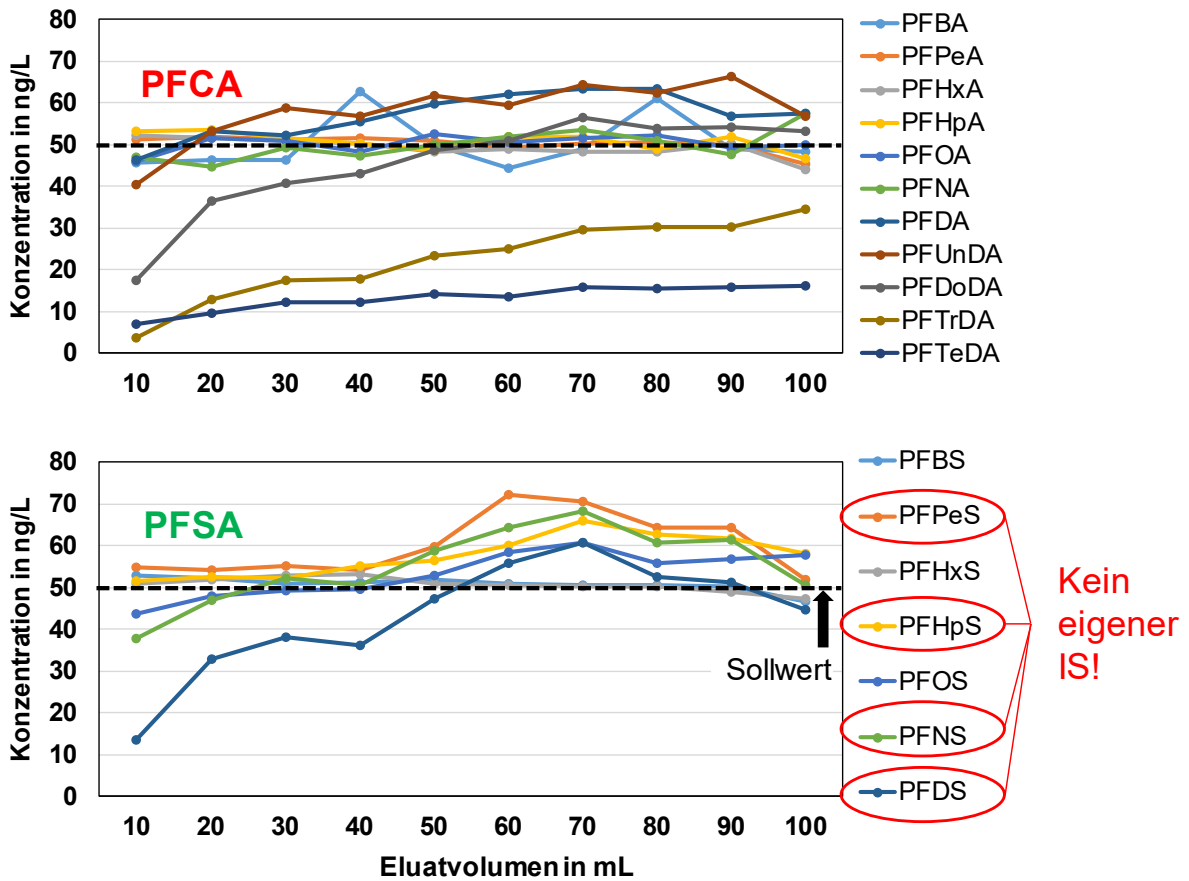 Konzentration in ng/L
80
70
60
50
40
30
20
10
0
PFCA
10 20 30 40 50 60 70 80 90 100
PFBA
PFPeA
PFHxA
PFHpA
PFOA
PFNA
PFDA
PFUnDA
PFDoDA
PFTrDA
PFTeDA
Konzentration in ng/L
80
70
60
50
40
30
20
10
0
PFSA
Sollwert
10 20 30 40 50 60 70 80 90 100
Eluatvolumen in mL
PFBS
PFPeS
PFHxS
PFHpS
PFOS
PFNS
PFDS
Kein
eigener
IS!